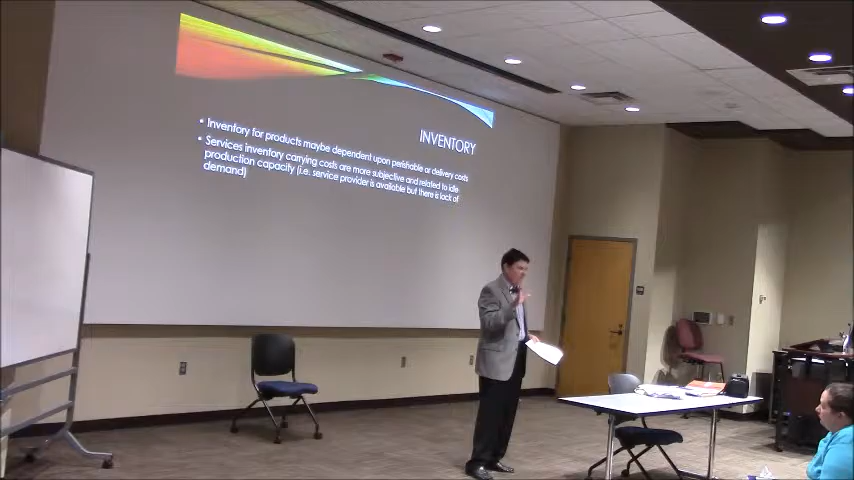 INVENTORY
• Inventory for products maybe dependent upon perishable or delivery costs
• Services inventory carrying costs are more subjective and related to idle
production capacity (i.e. service provider is available but there is lack of
demand)